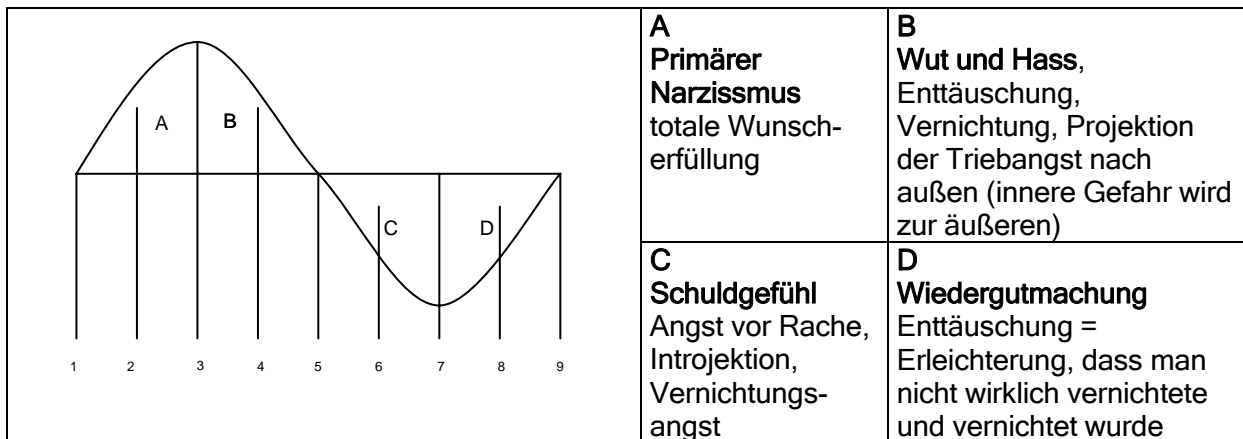 A
B
C
D
1 2 3 4 5 6 7 8 9
A
Primärer
Narzissmus
totale Wunsch-
erfüllung
B
Wut und Hass,
Enttäuschung,
Vernichtung, Projektion
der Triebangst nach
außen (innere Gefahr wird
zur äußeren)
C
Schuldgefühl
Angst vor Rache,
Introjektion,
Vernichtungs-
angst
D
Wiedergutmachung
Enttäuschung =
Erleichterung, dass man
nicht wirklich vernichtete
und vernichtet wurde